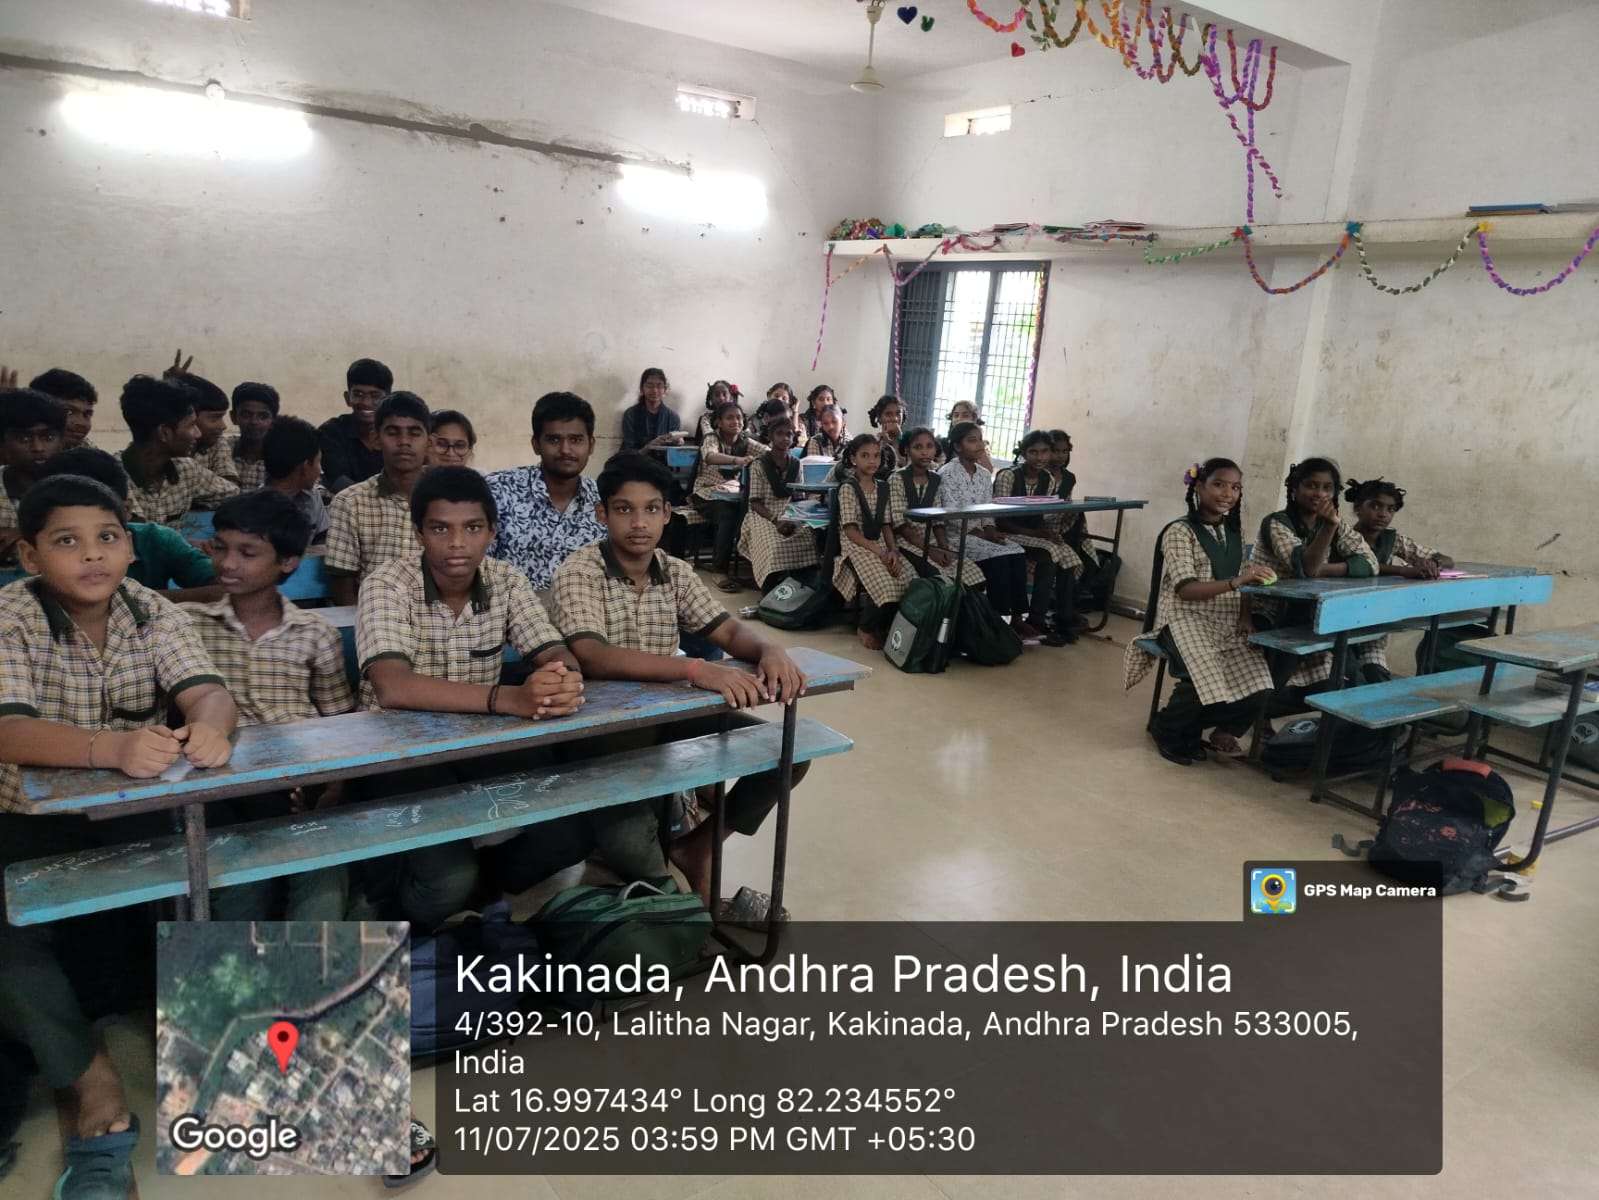 GPS Map Camera
Kakinada, Andhra Pradesh, India
4/392-10, Lalitha Nagar, Kakinada, Andhra Pradesh 533005,
India
Lat 16.997434° Long 82.234552°
11/07/2025 03:59 PM GMT +05:30
Google